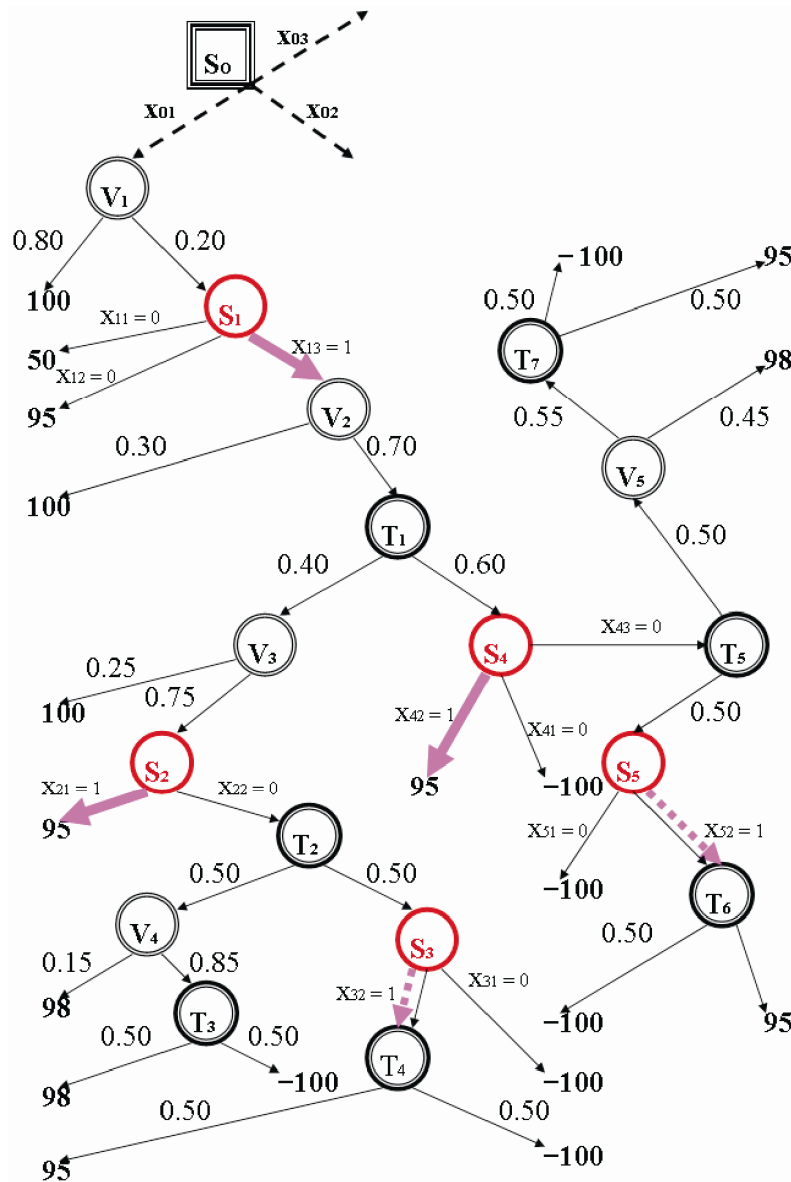 x03
S0
x01
x02
V1
0.80
0.20
−100
95
100
S1
0.50
0.50
x11 = 0
x13 = 1
50
T7
98
x12 = 0
95
V2
0.55
0.45
0.30
0.70
V5
100
T1
0.50
0.40
0.60
V3
S4
x43 = 0
T5
0.25
100
0.75
x42 = 1
x41 = 0
0.50
S2
95
−100
S5
x21 = 1
x22 = 0
95
T2
x51 = 0
x52 = 1
0.50
0.50
−100
T6
V4
0.50
S3
0.15
0.85
x32 = 1
x31 = 0
98
T3
−100
95
0.50
0.50
T4
98
−100
−100
0.50
0.50
95
−100